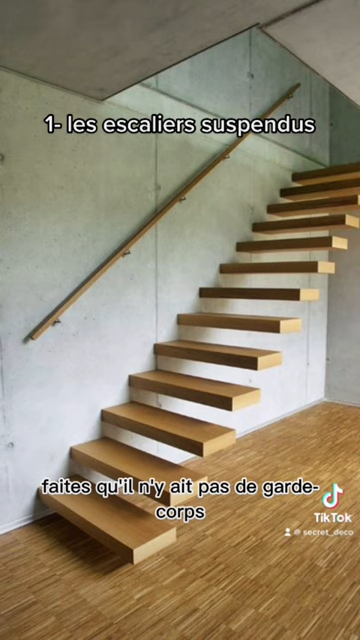 1- les escaliers suspendus
faites qu'il n'y ait pas de garde-
corps
TikTok
@ secret_deco